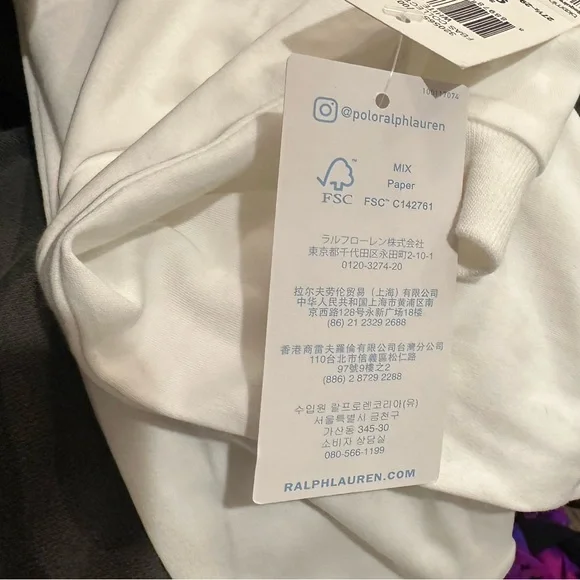 100117074
@poloralphlauren
MIX
Paper
FSC™ C142761
FSC
ラルフローレン株式会社
東京都千代田区永田町2-10-1
0120-3274-20
拉尔夫劳伦贸易（上海）有限公司
中华人民共和国上海市黄浦区南
京西路128号永新广场18楼
(86) 21 2329 2688
香港商雷夫羅倫有限公司台灣分公司
110台北市信義區松仁路
97號9樓之2
(886) 2 8729 2288
수입원 랄프로렌코리아(유)
서울특별시 금천구
가산동 345-30
소비자 상담실
080-566-1199
RALPHLAUREN.COM